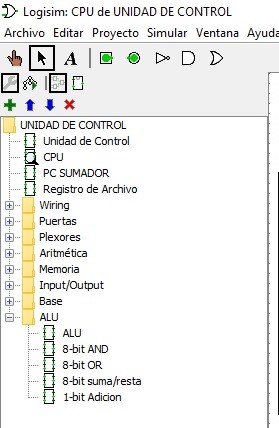 Logisim: CPU de UNIDAD DE CONTROL
Archivo Editar Proyecto Simular Ventana Ayuda
A
UNIDAD DE CONTROL
Unidad de Control
CPU
PC SUMADOR
Registro de Archivo
Wiring
Puertas
Plexores
Aritmética
Memoria
Input/Output
Base
ALU
ALU
8-bit AND
8-bit OR
8-bit suma/resta
1-bit Adicion